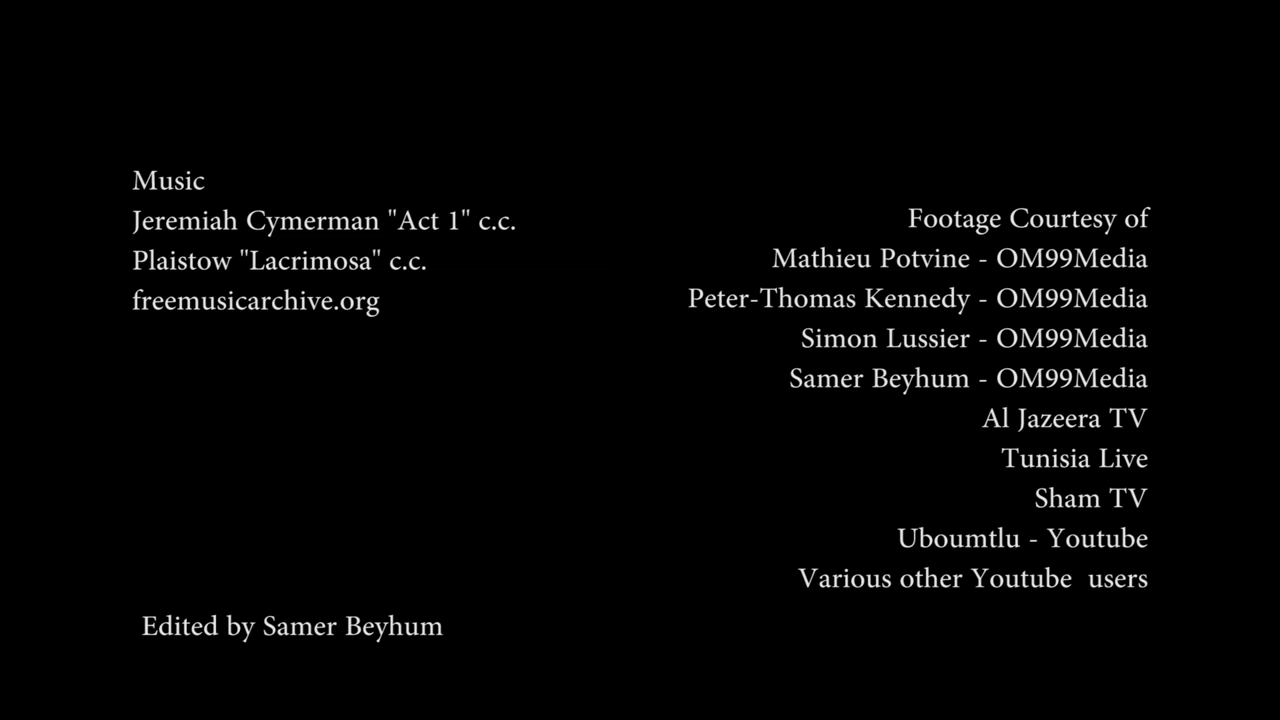 Music
Jeremiah Cymerman "Act 1" c.c.
Plaistow "Lacrimosa" c.c.
freemusicarchive.org
Footage Courtesy of
Mathieu Potvine - OM99Media
Peter-Thomas Kennedy - OM99Media
Simon Lussier - OM99Media
Samer Beyhum - OM99Media
Al Jazeera TV
Tunisia Live
Sham TV
Uboumtlu - Youtube
Various other Youtube  users
Edited by Samer Beyhum